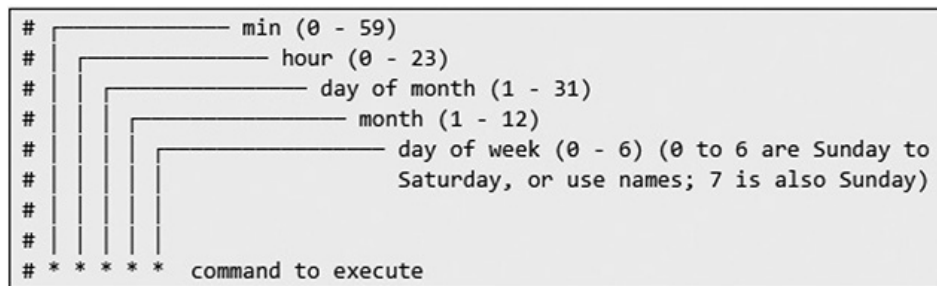 # ┌───────────── min (0 - 59)
# │ ┌────────────── hour (0 - 23)
# │ │ ┌─────────────── day of month (1 - 31)
# │ │ │ ┌──────────────── month (1 - 12)
# │ │ │ │ ┌───────────────── day of week (0 - 6) (0 to 6 are Sunday to
# │ │ │ │ │ Saturday, or use names; 7 is also Sunday)
# │ │ │ │ │
# │ │ │ │ │
# * * * * * command to execute